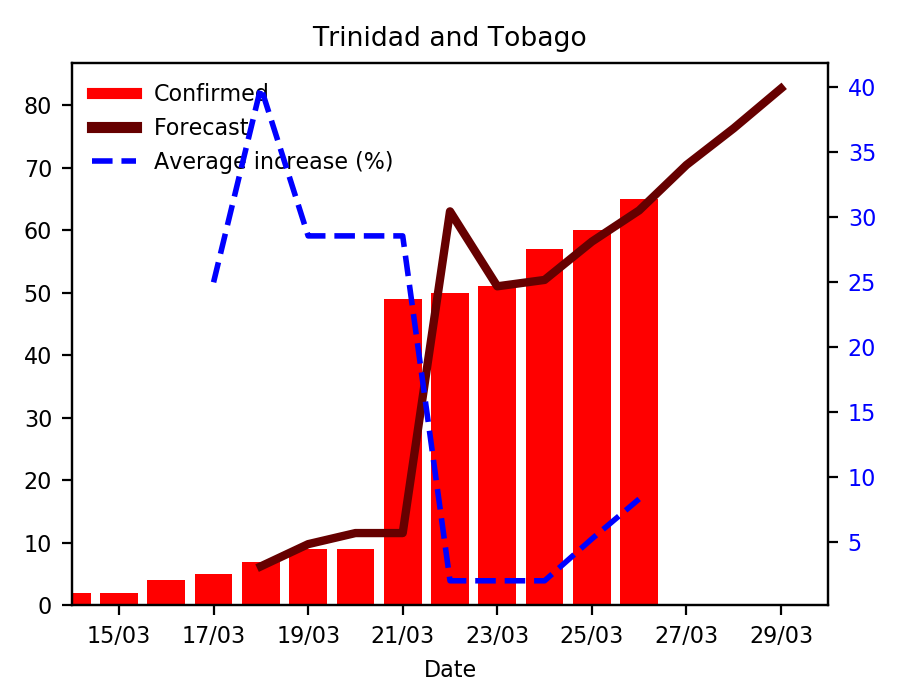 Trinidad and Tobago
Confirmed
Forecast
Average increase (%)
80
70
60
50
40
30
20
10
0
40
35
30
25
20
15
10
5
15/03 17/03 19/03 21/03 23/03 25/03 27/03 29/03
Date